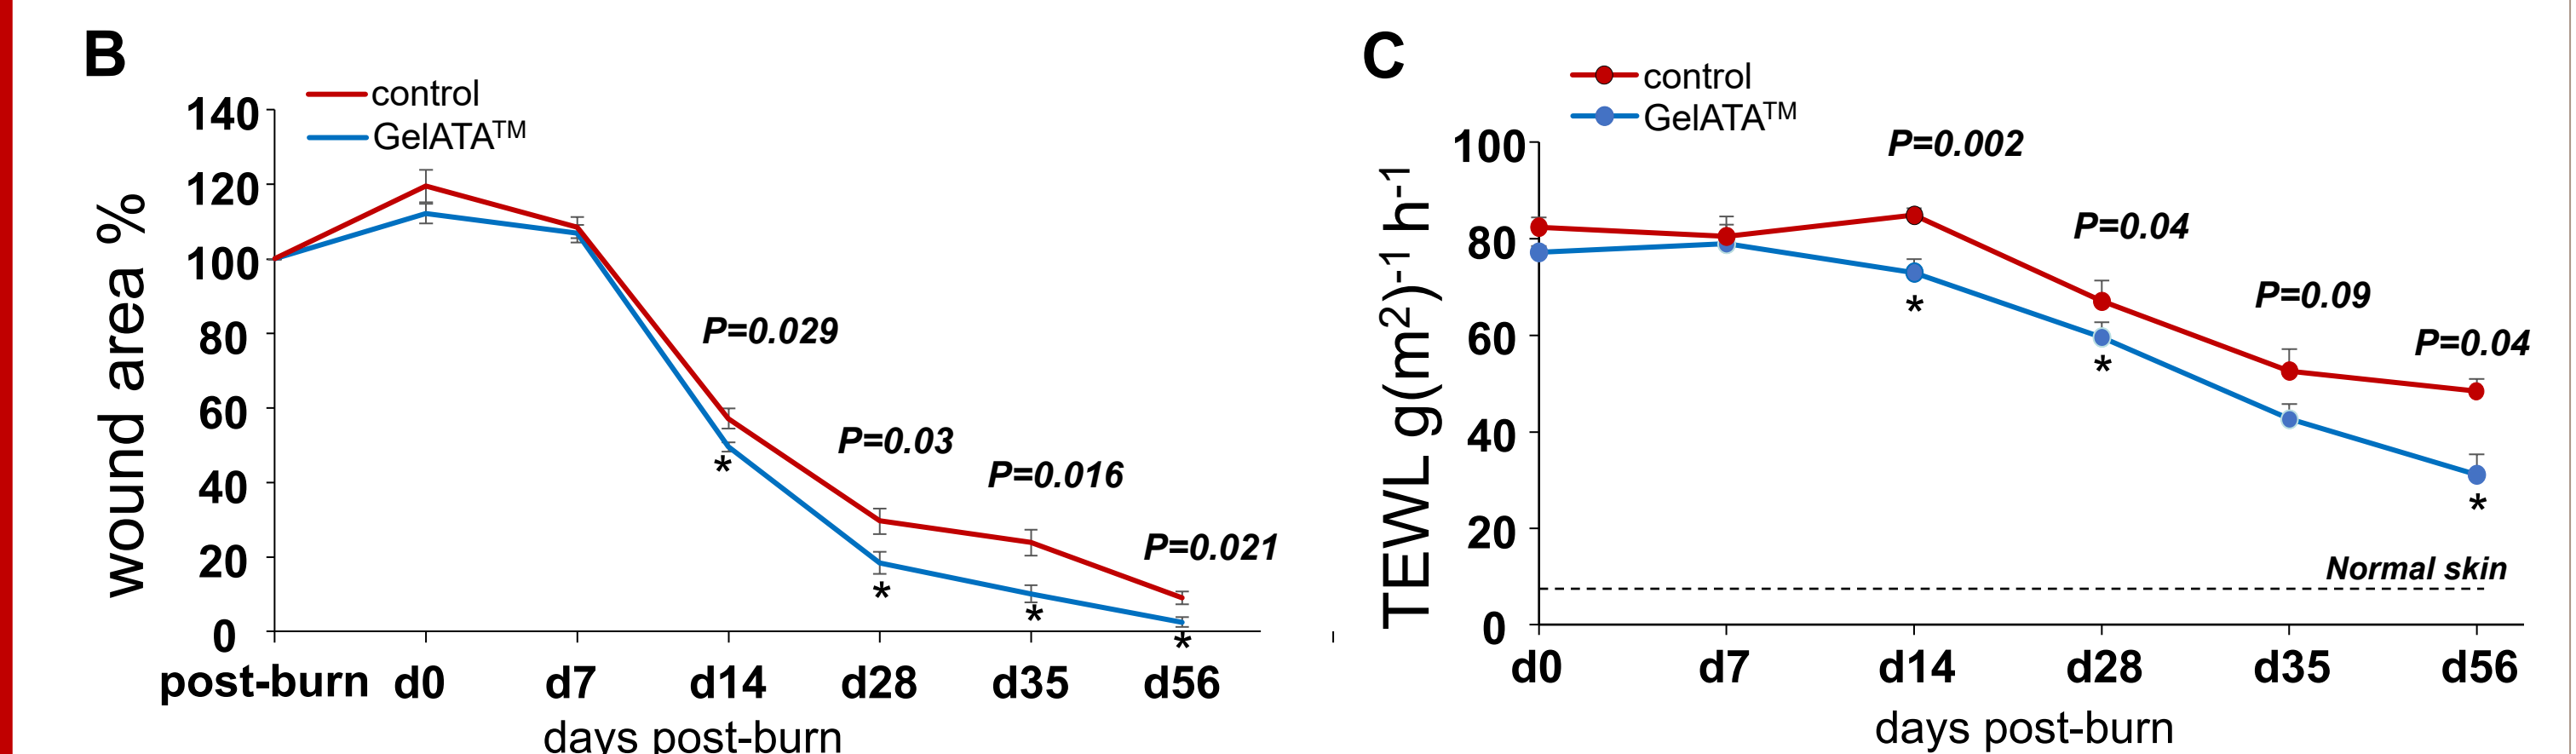 B
control
GelATA™
140
120
100
80
60
40
20
0
wound area %
P=0.029
P=0.03
P=0.016
P=0.021
*
*
*
*
post-burn d0 d7 d14 d28 d35 d56
days post-burn
C
control
GelATA™
100
80
60
40
20
0
TEWL g(m²)⁻¹ h⁻¹
P=0.002
P=0.04
P=0.09
P=0.04
*
*
*
Normal skin
d0 d7 d14 d28 d35 d56
days post-burn